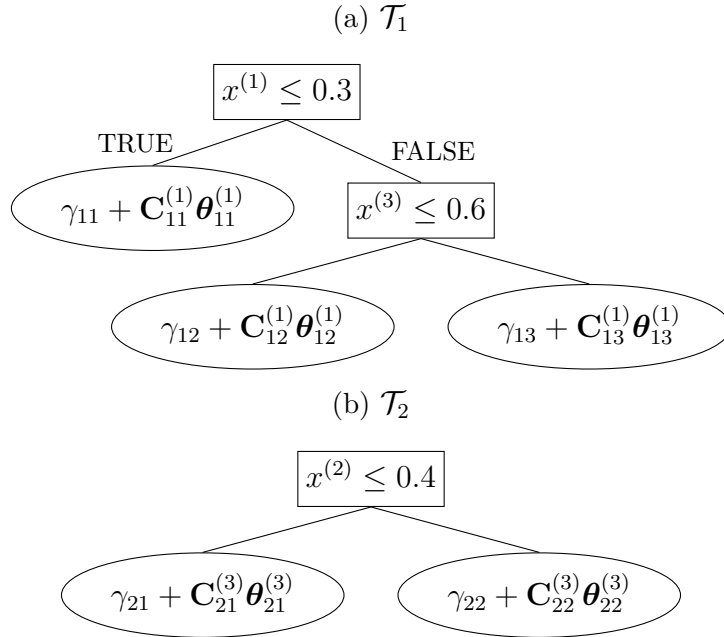 (a) 𝒯₁
x⁽¹⁾ ≤ 0.3
TRUE
FALSE
γ₁₁ + 𝐂₁₁⁽¹⁾𝜽₁₁⁽¹⁾
x⁽³⁾ ≤ 0.6
γ₁₂ + 𝐂₁₂⁽¹⁾𝜽₁₂⁽¹⁾
γ₁₃ + 𝐂₁₃⁽¹⁾𝜽₁₃⁽¹⁾
(b) 𝒯₂
x⁽²⁾ ≤ 0.4
γ₂₁ + 𝐂₂₁⁽³⁾𝜽₂₁⁽³⁾
γ₂₂ + 𝐂₂₂⁽³⁾𝜽₂₂⁽³⁾